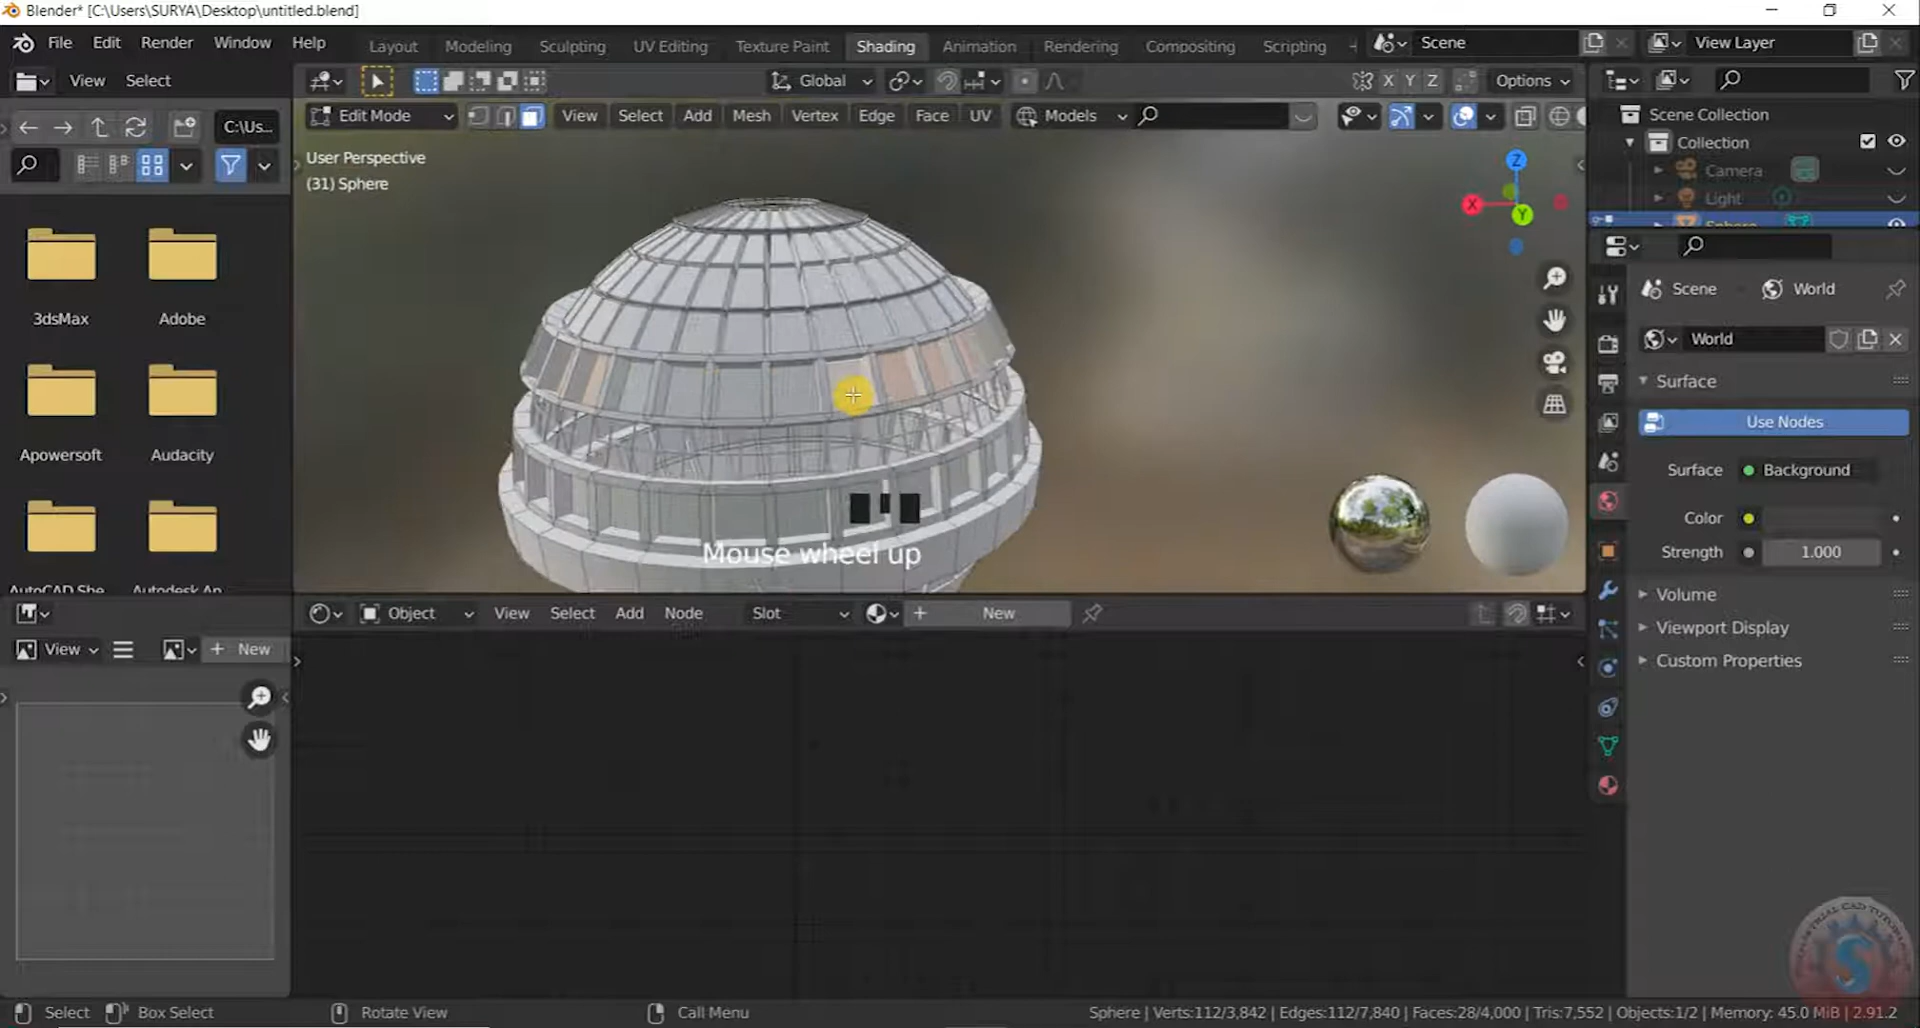 Blender* [C:\Users\SURYA\Desktop\untitled.blend]
File Edit Render Window Help Layout Modeling Sculpting UV Editing Texture Paint Shading Animation Rendering Compositing Scripting Scene View Layer
View Select Global X Y Z Options
Edit Mode View Select Add Mesh Vertex Edge Face UV Models
C:\Us...
Scene Collection
Collection
Camera
Light
Sphere
User Perspective
(31) Sphere
Z
X
Y
3dsMax Adobe
Apowersoft Audacity
AutoCAD She Autodesk Ap
Scene World
World
Surface
Use Nodes
Surface Background
Color
Strength 1.000
Volume
Viewport Display
Custom Properties
Mouse wheel up
Object View Select Add Node Slot New
View New
Select Box Select Rotate View Call Menu Sphere | Verts:112/3,842 | Edges:112/7,840 | Faces:28/4,000 | Tris:7,552 | Objects:1/2 | Memory: 45.0 MiB | 2.91.2